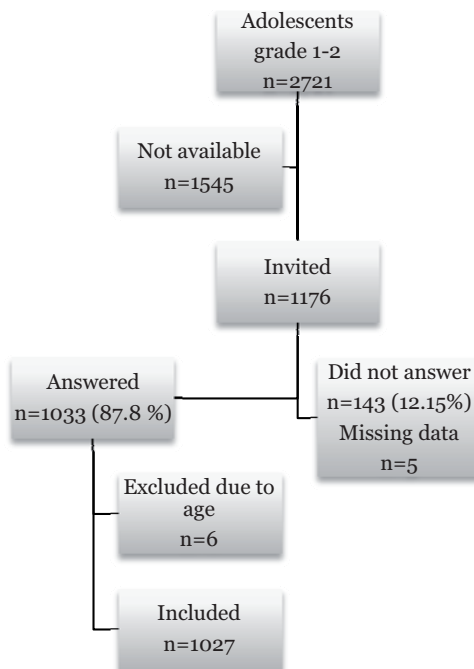 Adolescents
grade 1-2
n=2721
Not available
n=1545
Invited
n=1176
Answered
n=1033 (87.8 %)
Did not answer
n=143 (12.15%)
Missing data
n=5
Excluded due to
age
n=6
Included
n=1027